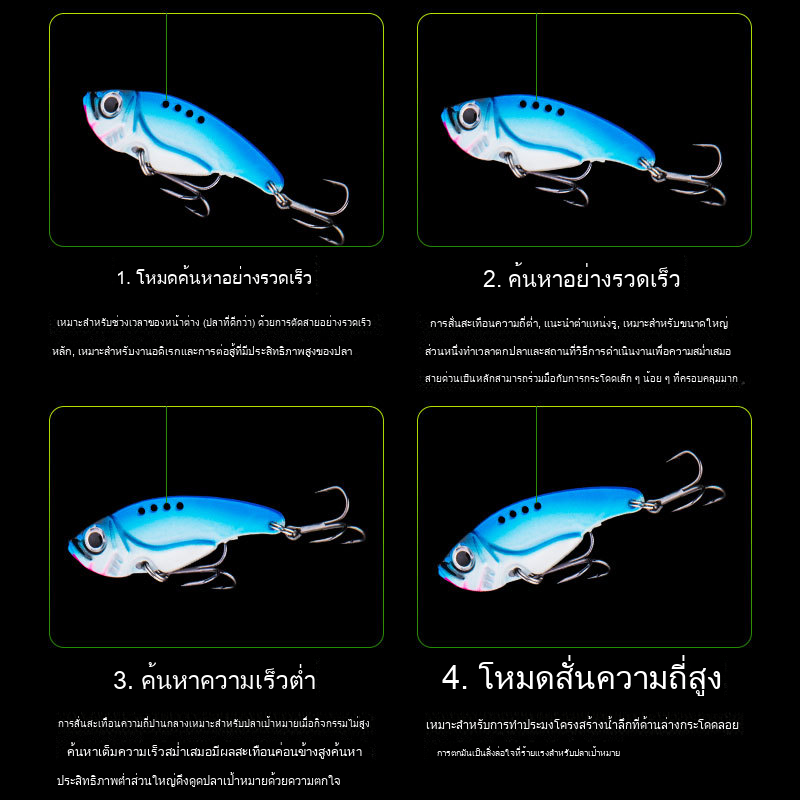 1. โหมดค้นหาอย่างรวดเร็ว
เหมาะสำหรับช่วงเวลาของหน้าต่าง (ปลาที่ดีกว่า) ด้วยการตัดสายอย่างรวดเร็ว
หลัก, เหมาะสำหรับงานอดิเรกและการต่อสู้ที่มีประสิทธิภาพสูงของปลา
2. ค้นหาอย่างรวดเร็ว
การสั่นสะเทือนความถี่ต่ำ, แนะนำตำแหน่งรู, เหมาะสำหรับขนาดใหญ่
ส่วนหนึ่งทำเวลาตกปลาและสถานที่วิธีการดำเนินงานเพื่อความสม่ำเสมอ
สายด่วนเป็นหลักสามารถร่วมมือกับการกระโดดเล็ก ๆ น้อย ๆ ที่ครอบคลุมมาก
3. ค้นหาความเร็วต่ำ
การสั่นสะเทือนความถี่ปานกลางเหมาะสำหรับปลาเป้าหมายเมื่อกิจกรรมไม่สูง
ค้นหาเต็มความเร็วสม่ำเสมอมีผลสะเทือนค่อนข้างสูงค้นหา
ประสิทธิภาพต่ำส่วนใหญ่ดึงดูดปลาเป้าหมายด้วยความตกใจ
4. โหมดสั่นความถี่สูง
เหมาะสำหรับการทำประมงโครงสร้างน้ำลึกที่ด้านล่างกระโดดลอย
การตกมันเป็นสิ่งล่อใจที่ร้ายแรงสำหรับปลาเป้าหมาย